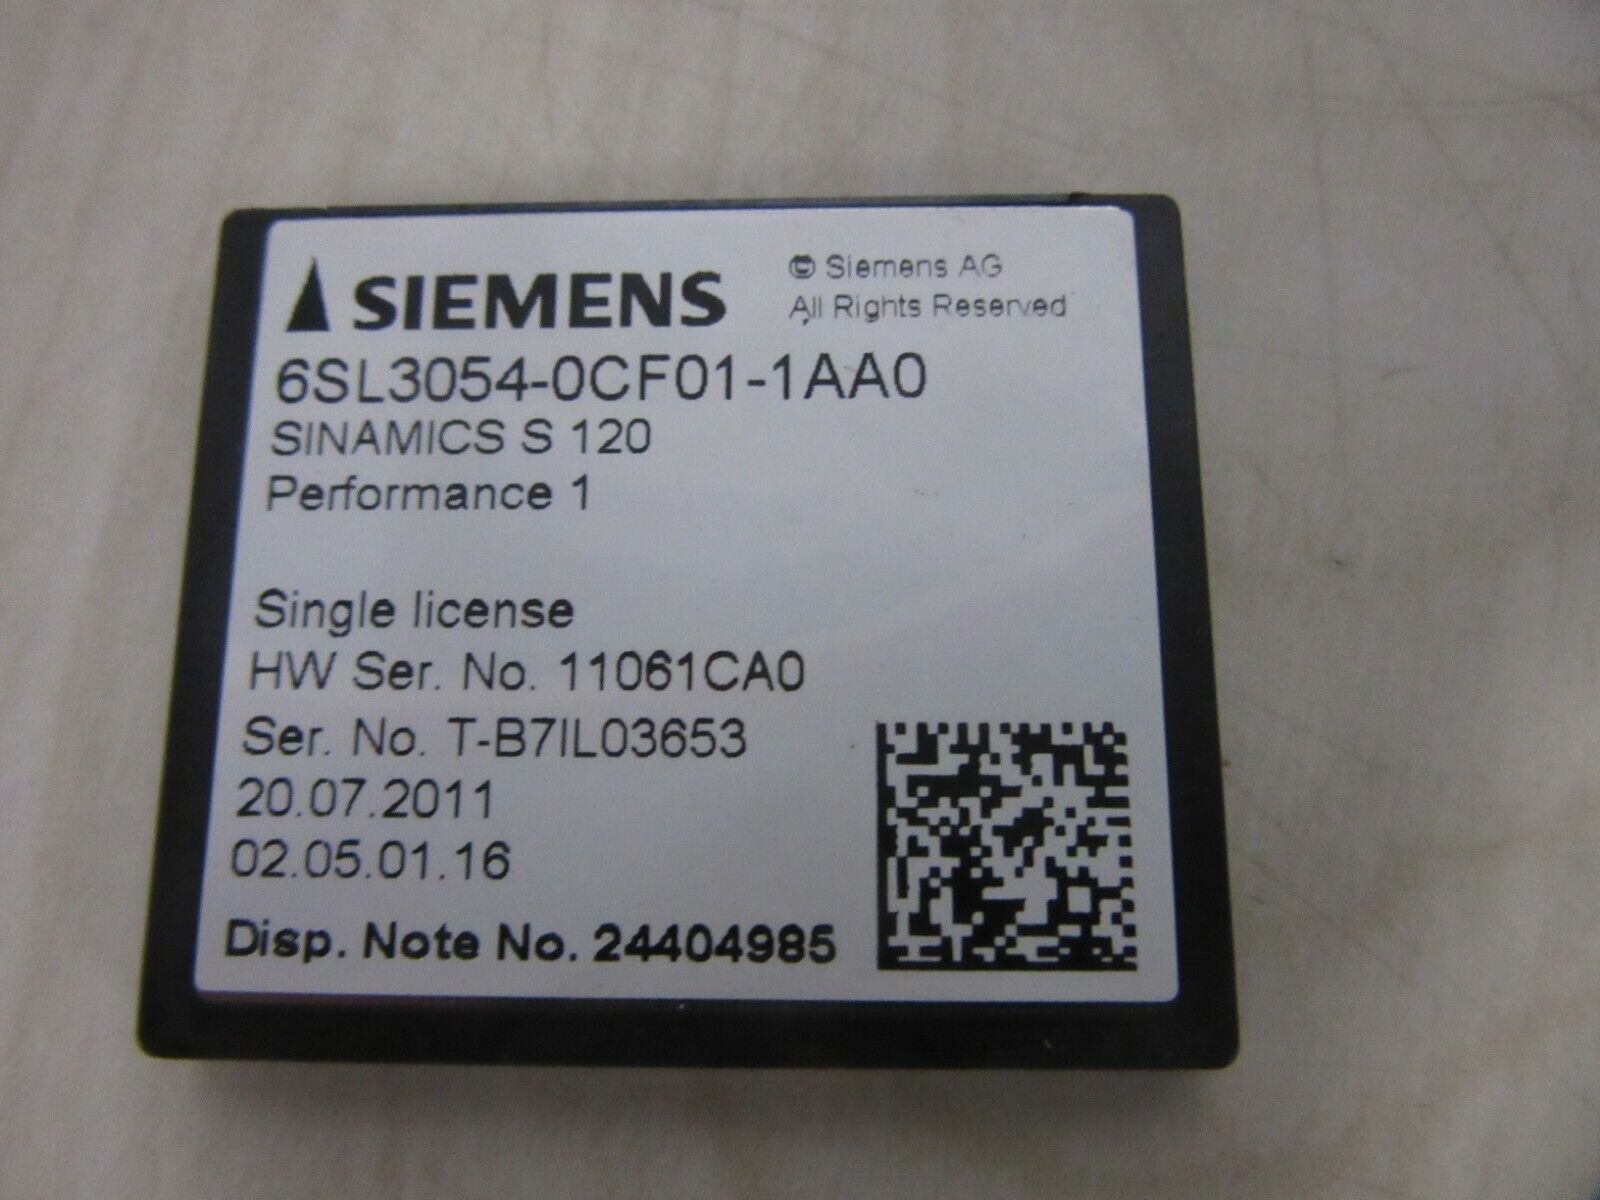 SIEMENS
© Siemens AG
All Rights Reserved
6SL3054-0CF01-1AA0
SINAMICS S 120
Performance 1
Single license
HW Ser. No. 11061CA0
Ser. No. T-B7IL03653
20.07.2011
02.05.01.16
Disp. Note No. 24404985